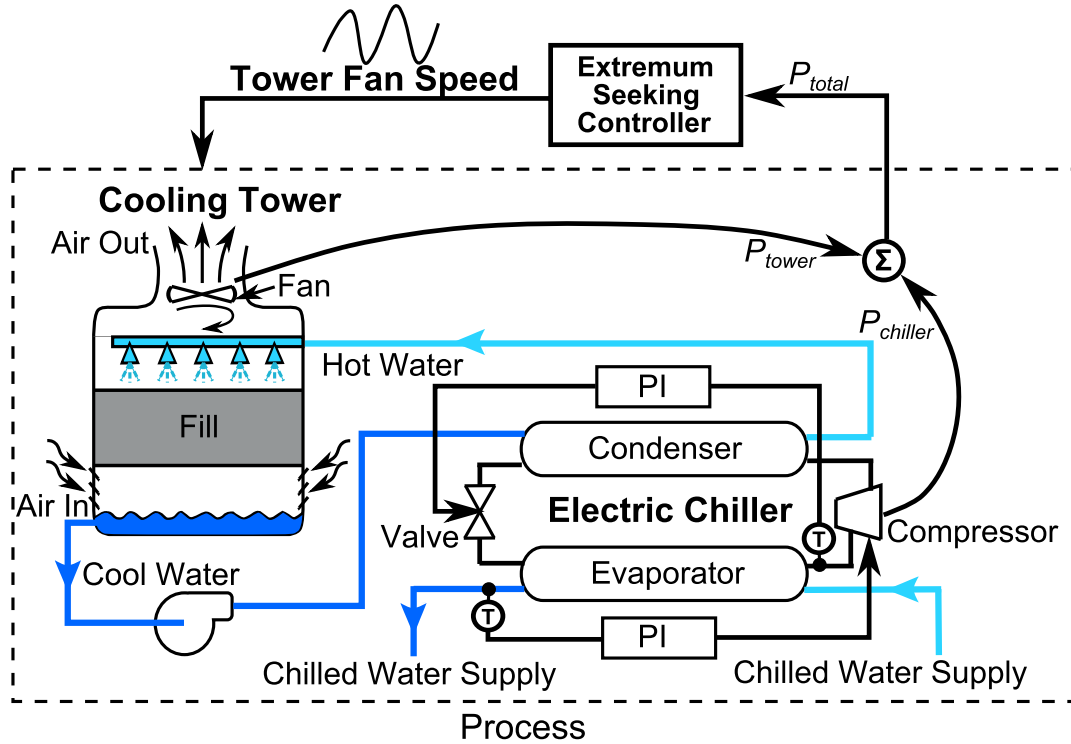 Tower Fan Speed
Extremum
Seeking
Controller
P_total
Cooling Tower
Air Out
Fan
P_tower
Σ
P_chiller
Hot Water
PI
Fill
Condenser
Air In
Valve
Electric Chiller
T
Compressor
Cool Water
Evaporator
T
PI
Chilled Water Supply
Chilled Water Supply
Process